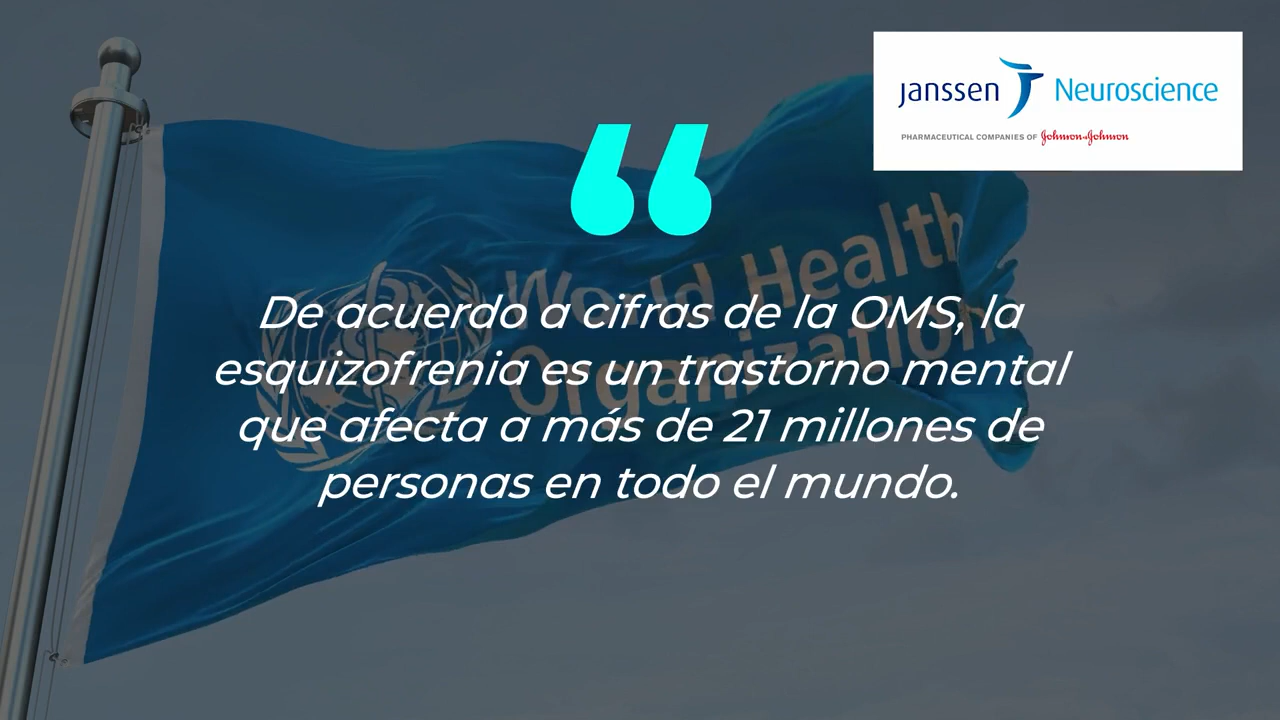 janssen Neuroscience
PHARMACEUTICAL COMPANIES OF Johnson & Johnson
World Health
Organization
De acuerdo a cifras de la OMS, la
esquizofrenia es un trastorno mental
que afecta a más de 21 millones de
personas en todo el mundo.